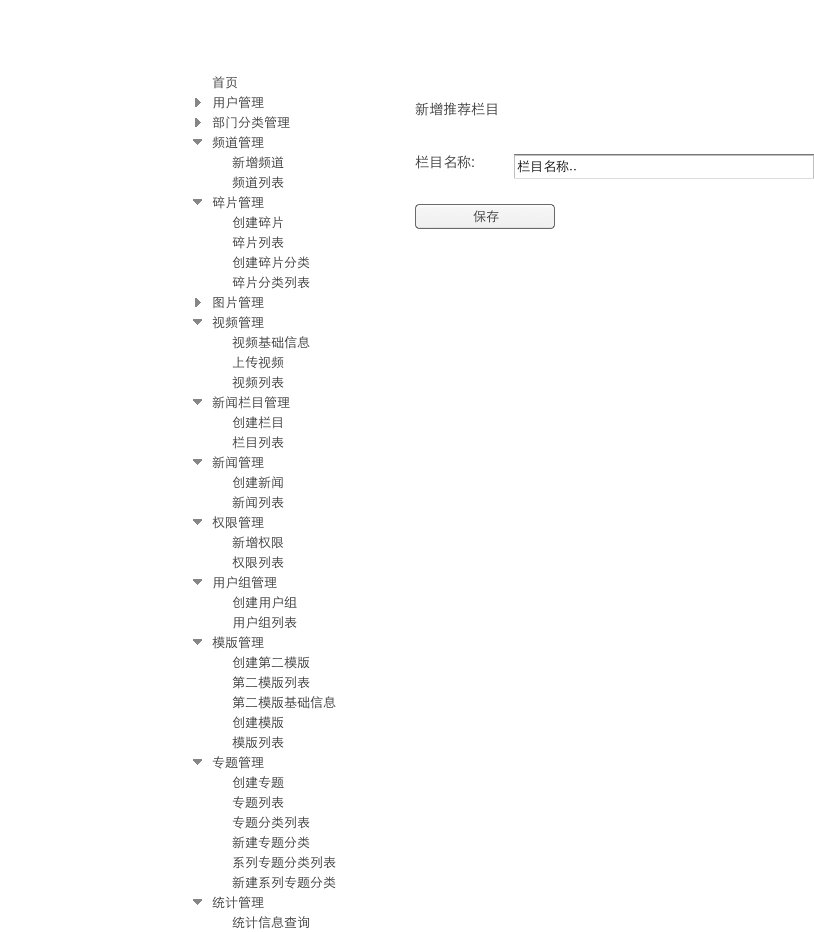 首页
用户管理
部门分类管理
频道管理
新增频道
频道列表
碎片管理
创建碎片
碎片列表
创建碎片分类
碎片分类列表
图片管理
视频管理
视频基础信息
上传视频
视频列表
新闻栏目管理
创建栏目
栏目列表
新闻管理
创建新闻
新闻列表
权限管理
新增权限
权限列表
用户组管理
创建用户组
用户组列表
模版管理
创建第二模版
第二模版列表
第二模版基础信息
创建模版
模版列表
专题管理
创建专题
专题列表
专题分类列表
新建专题分类
系列专题分类列表
新建系列专题分类
统计管理
统计信息查询
新增推荐栏目
栏目名称: 栏目名称..
保存